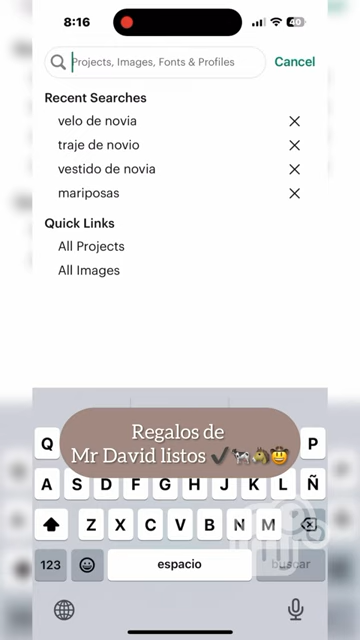 8:16
40
Projects, Images, Fonts & Profiles
Cancel
Recent Searches
velo de novia
traje de novio
vestido de novia
mariposas
Quick Links
All Projects
All Images
Regalos de
Mr David listos ✔️🐄🐴🤠
Q P
A S D F G H J K L Ñ
Z X C V B N M
123 espacio buscar